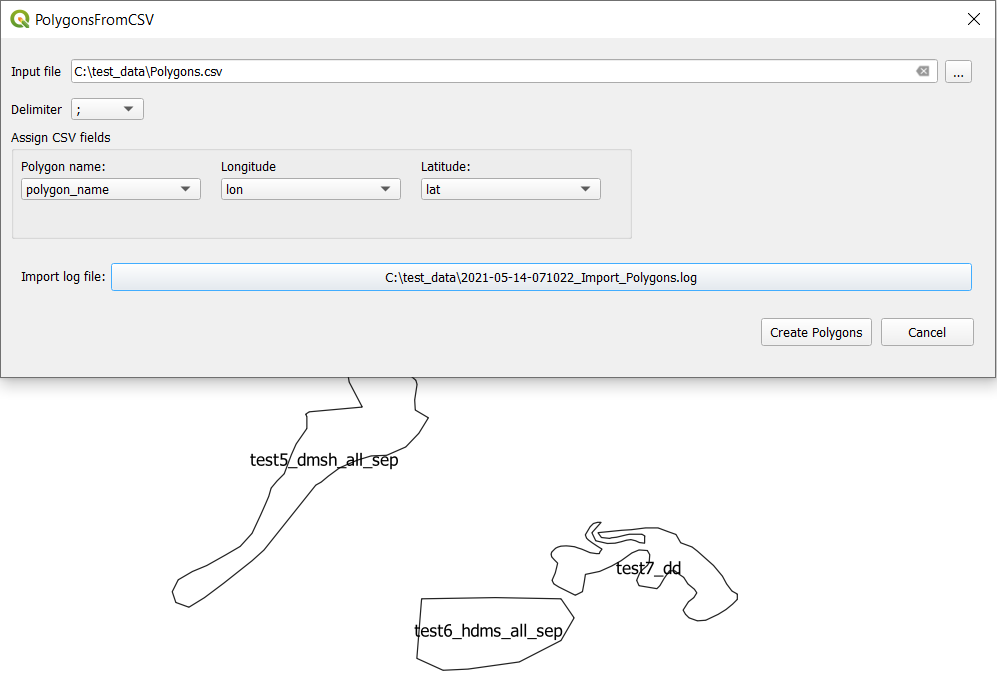 PolygonsFromCSV
Input file C:\test_data\Polygons.csv ...
Delimiter ;
Assign CSV fields
Polygon name: Longitude Latitude:
polygon_name lon lat
Import log file: C:\test_data\2021-05-14-071022_Import_Polygons.log
Create Polygons Cancel
test5_dmsh_all_sep
test7_dd
test6_hdms_all_sep